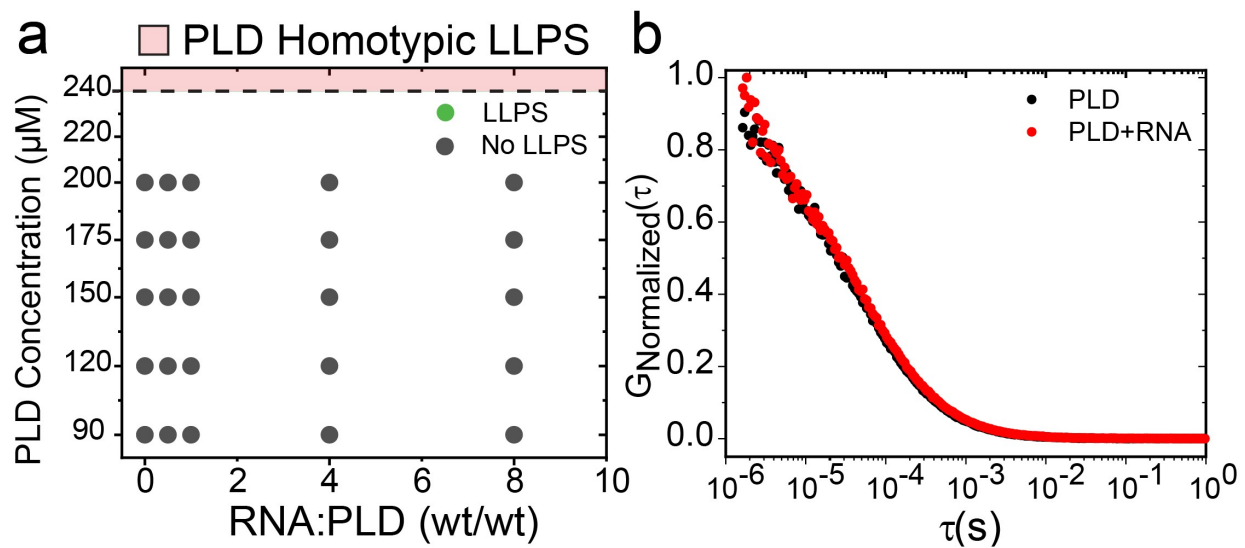 a
PLD Homotypic LLPS
PLD Concentration (µM)
240
220
200
175
150
120
90
LLPS
No LLPS
0 2 4 6 8 10
RNA:PLD (wt/wt)
b
GNormalized(τ)
1.0
0.8
0.6
0.4
0.2
0.0
PLD
PLD+RNA
10-6 10-5 10-4 10-3 10-2 10-1 100
τ(s)